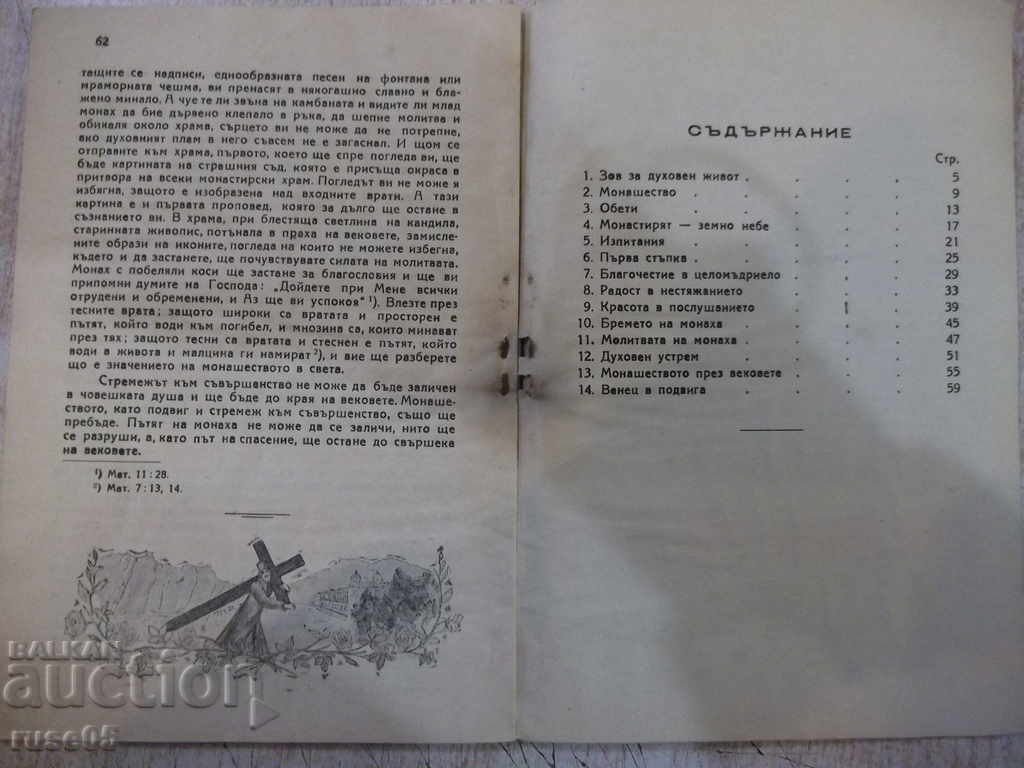 62
тащите се надписи, еднообразната песен на фонтана или
мраморната чешма, ви пренасят в някогашно славно и бла-
жено минало. А чуе те ли звъна на камбаната и видите ли млад
монах да бие дървено клепало в ръка, да шепне молитва и
обикаля около храма, сърцето ви не може да не потрепне,
ако духовният плам в него съвсем не е загаснал. И щом се
отправите към храма, първото, което ще спре погледа ви, ще
бъде картината на страшния съд, която е присъща окраса в
притвора на всеки монастирски храм. Погледът ви не може я
избягна, защото е изобразена над входните врати. А тази
картина е и първата проповед, която за дълго ще остане в
съзнанието ви. В храма, при блестяща светлина на кандила,
старинната живопис, потънала в праха на вековете, замисле-
ните образи на иконите, погледа на които не можете избегна,
където и да застанете, ще почувствувате силата на молитвата.
Монах с побеляли коси ще застане за благословия и ще ви
припомни думите на Господа: „Дойдете при Мене всички
отрудени и обременени, и Аз ще ви успокоя“ ¹). Влезте през
тесните врата; защото широки са вратата и просторен е
пътят, който води към погибел, и мнозина са, които минават
през тях; защото тесни са вратата и стеснен е пътят, който
води в живота и малцина ги намират²), и вие ще разберете
що е значението на монашеството в света.
Стремежът към съвършенство не може да бъде заличен
в човешката душа и ще бъде до края на вековете. Монаше-
ството, като подвиг и стремеж към съвършенство, също ще
пребъде. Пътят на монаха не може да се заличи, нито ще
се разруши, а, като път на спасение, ще остане до свършека
на вековете.
¹) Мат. 11 : 28.
²) Мат. 7 : 13, 14.
СЪДЪРЖАНИЕ
Стр.
1. Зов за духовен живот . . . . 5
2. Монашество . . . . . 9
3. Обети . . . . 13
4. Монастирят — земно небе . . . 17
5. Изпитания . . . . 21
6. Първа стъпка . . . . 25
7. Благочестие в целомъдриело . . . 29
8. Радост в нестяжанието . . . 33
9. Красота в послушанието . . . 39
10. Бремето на монаха . . . 45
11. Молитвата на монаха . . . 47
12. Духовен устрем . . . . 51
13. Монашеството през вековете . . . 55
14. Венец в подвига . . . . 59
BALKAN
auction
ruse05